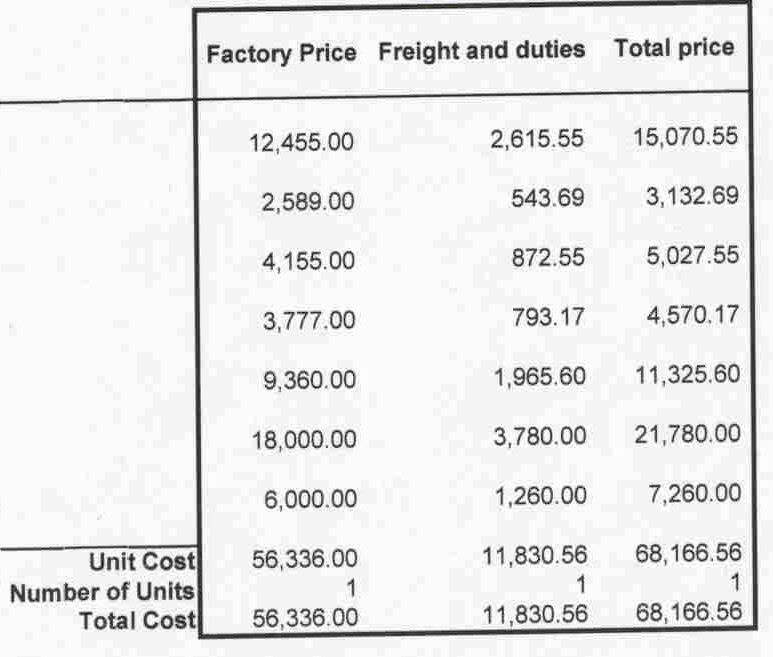 Factory Price Freight and duties Total price
12,455.00 2,615.55 15,070.55
2,589.00 543.69 3,132.69
4,155.00 872.55 5,027.55
3,777.00 793.17 4,570.17
9,360.00 1,965.60 11,325.60
18,000.00 3,780.00 21,780.00
6,000.00 1,260.00 7,260.00
Unit Cost 56,336.00 11,830.56 68,166.56
Number of Units 1 1 1
Total Cost 56,336.00 11,830.56 68,166.56